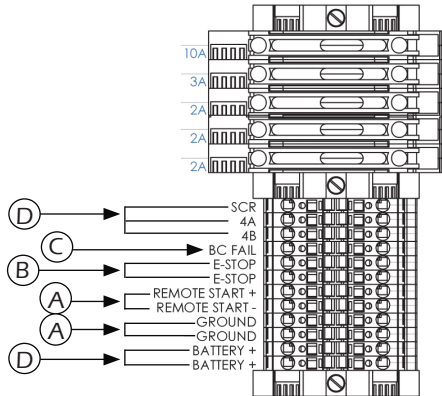 10A
3A
2A
2A
2A
D
SCR
4A
4B
C
BC FAIL
B
E-STOP
E-STOP
A
REMOTE START +
REMOTE START -
A
GROUND
GROUND
D
BATTERY +
BATTERY +